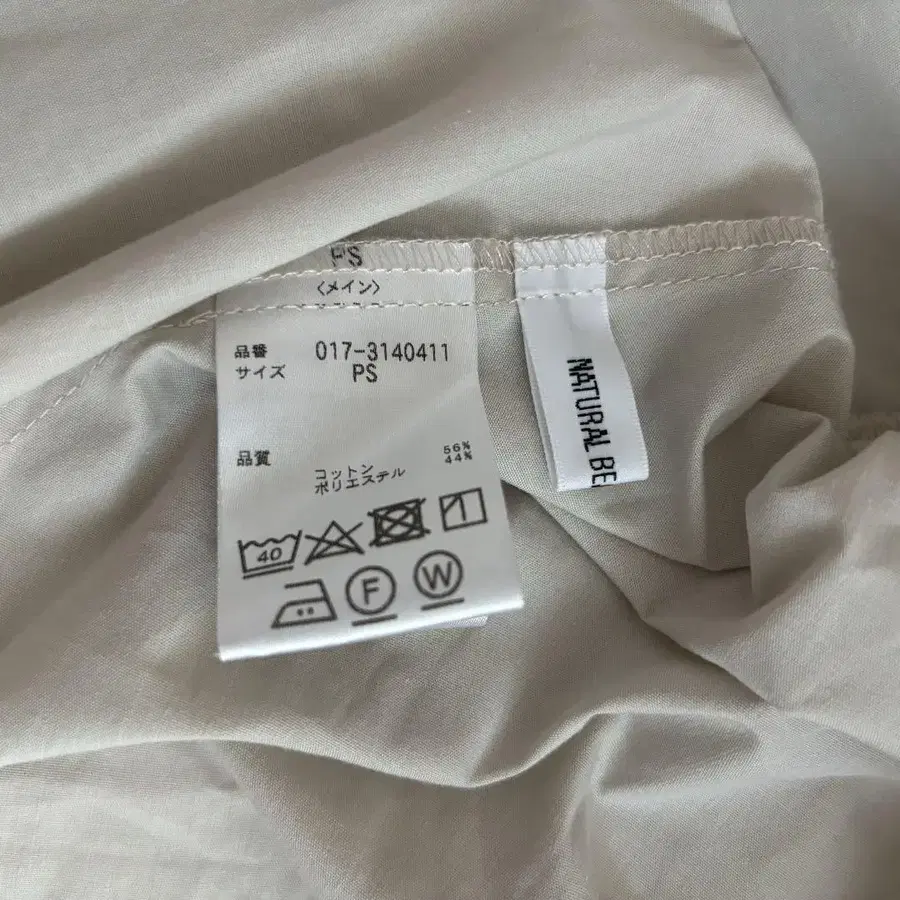 PS
〈メイン〉
品番 017-3140411
サイズ PS
品質
コットン 56%
ポリエステル 44%
40
F
W
NATURAL BE